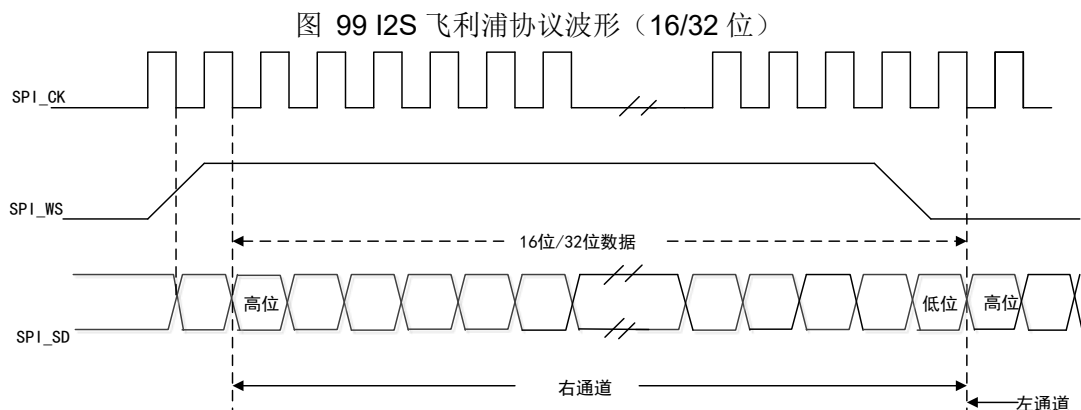 图 99 I2S 飞利浦协议波形（16/32 位）
SPI_CK
SPI_WS
16位/32位数据
高位
低位
高位
SPI_SD
右通道
左通道